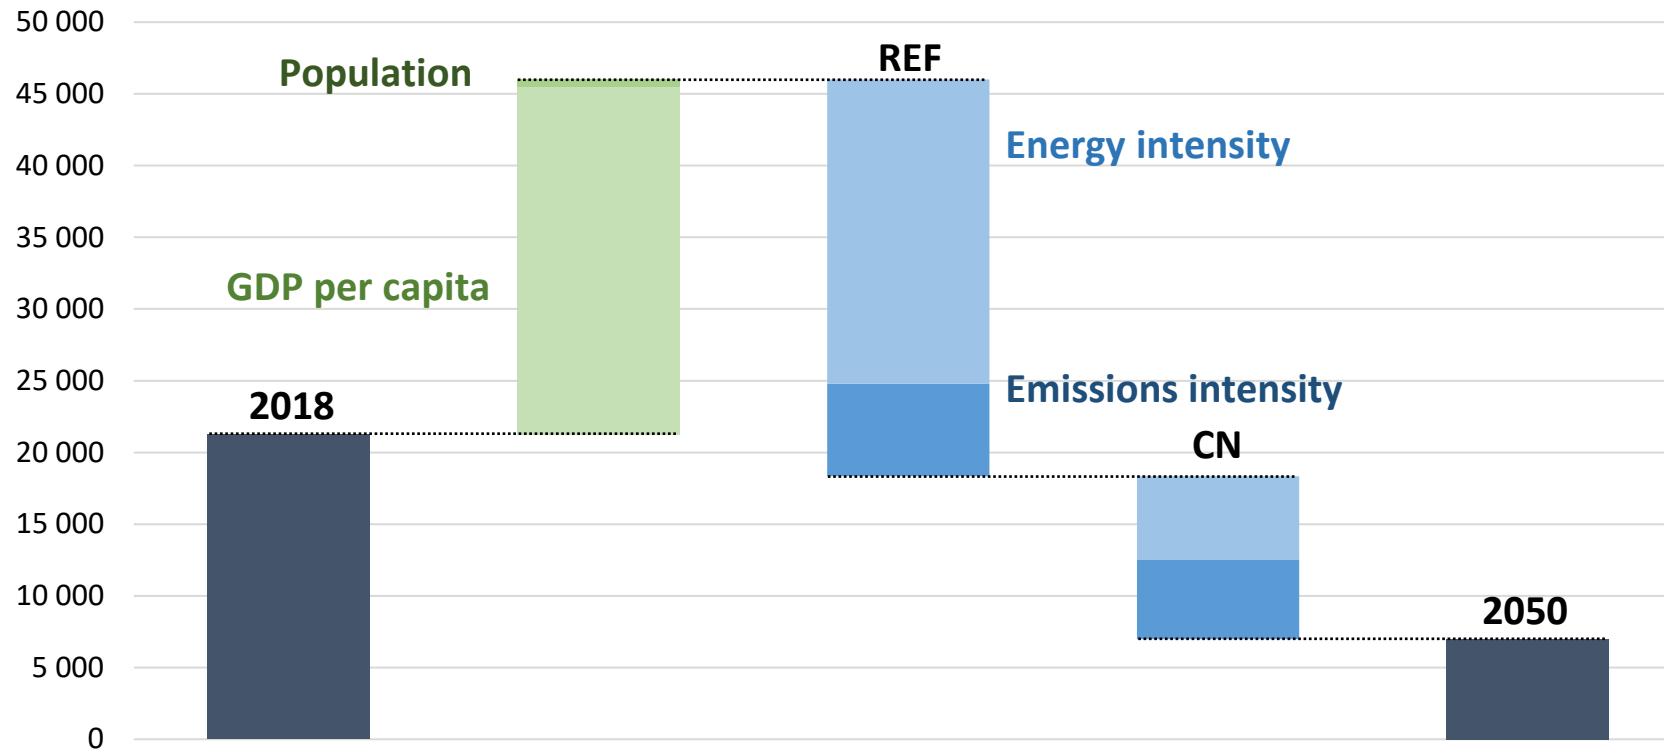 50 000
REF
Population
45 000
Energy intensity
40 000
35 000
GDP per capita
30 000
25 000
Emissions intensity
2018
20 000
CN
15 000
10 000
2050
5 000
0